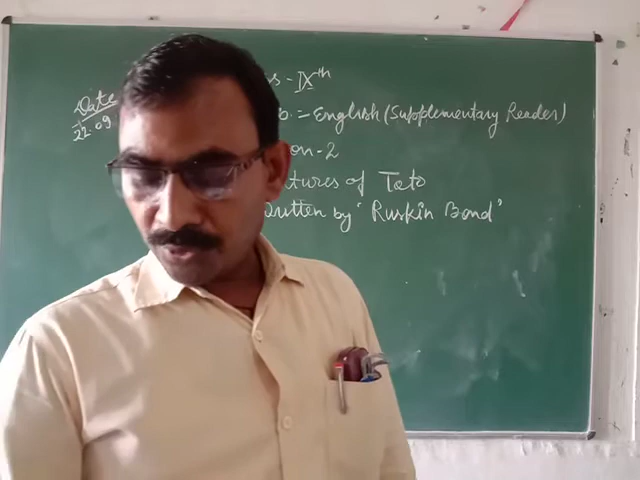 Date
22.09
s - IXth
b. - English (Supplementary Reader)
on - 2
tures of Toto
written by 'Ruskin Bond'